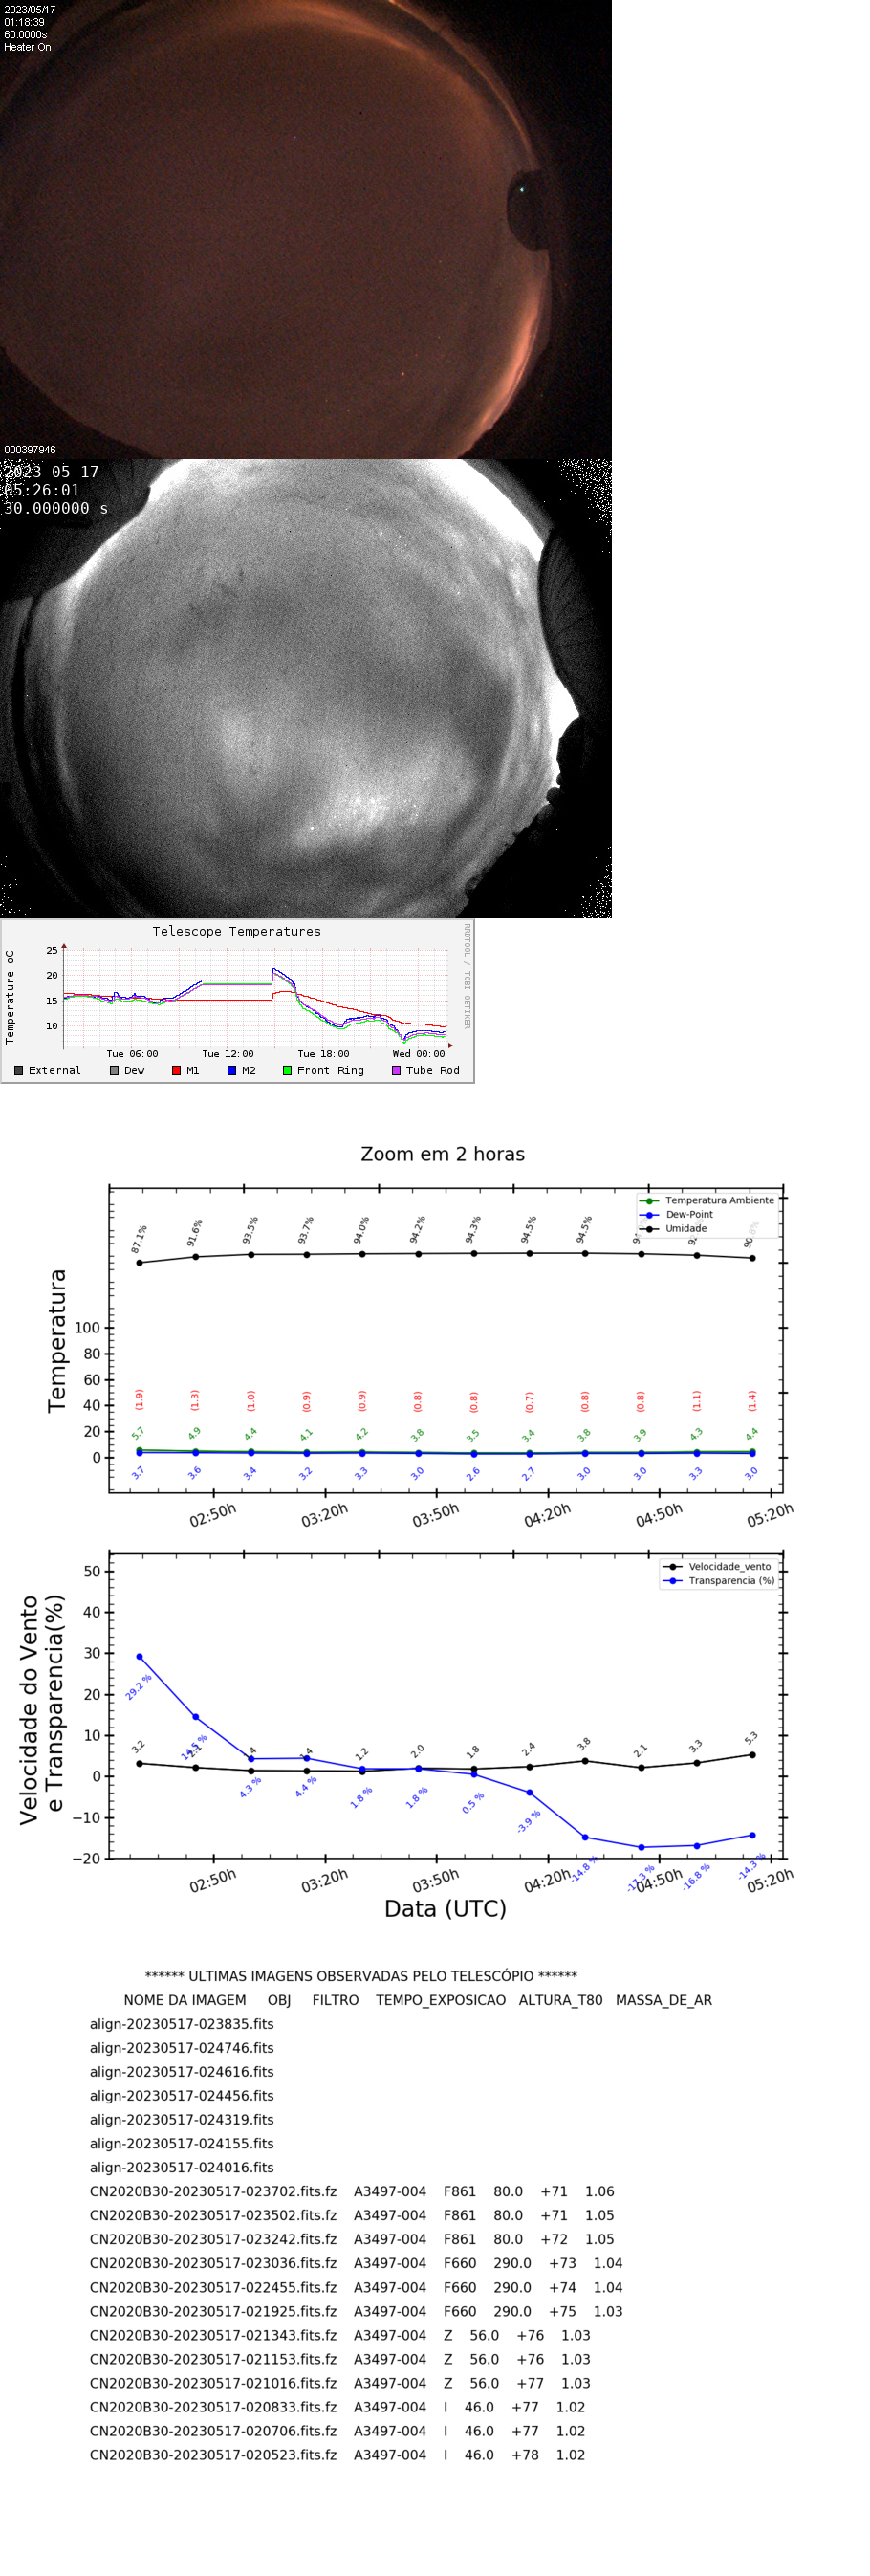 2023/05/17
01:18:39
60.0000s
Heater On
000397946
2023-05-17
05:26:01
30.000000 s
Telescope Temperatures
RRDTOOL / TOBI OETIKER
Temperature oC
25
20
15
10
Tue 06:00 Tue 12:00 Tue 18:00 Wed 00:00
External Dew M1 M2 Front Ring Tube Rod
Zoom em 2 horas
Temperatura Ambiente
Dew-Point
Umidade
87.1% 91.6% 93.5% 93.7% 94.0% 94.2% 94.3% 94.5% 94.5%
Temperatura
100
80
60
40
20
0
(1.9) (1.3) (1.0) (0.9) (0.9) (0.8) (0.8) (0.7) (0.8) (0.8) (1.1) (1.4)
5.7 4.9 4.4 4.1 4.2 3.8 3.5 3.4 3.8 3.9 4.3 4.4
3.7 3.6 3.4 3.2 3.3 3.0 2.6 2.7 3.0 3.0 3.3 3.0
02:50h 03:20h 03:50h 04:20h 04:50h 05:20h
Velocidade_vento
Transparencia (%)
Velocidade do Vento
e Transparencia(%)
50
40
30
20
10
0
−10
−20
3.2 1.2 2.0 1.8 2.4 3.8 2.1 3.3 5.3
29.2 % 4.3 % 4.4 % 1.8 % 1.8 % 0.5 % -3.9 % -14.8 % -17.3 % -16.8 % -14.3 %
02:50h 03:20h 03:50h 04:20h 04:50h 05:20h
Data (UTC)
****** ULTIMAS IMAGENS OBSERVADAS PELO TELESCÓPIO ******
NOME DA IMAGEM OBJ FILTRO TEMPO_EXPOSICAO ALTURA_T80 MASSA_DE_AR
align-20230517-023835.fits
align-20230517-024746.fits
align-20230517-024616.fits
align-20230517-024456.fits
align-20230517-024319.fits
align-20230517-024155.fits
align-20230517-024016.fits
CN2020B30-20230517-023702.fits.fz A3497-004 F861 80.0 +71 1.06
CN2020B30-20230517-023502.fits.fz A3497-004 F861 80.0 +71 1.05
CN2020B30-20230517-023242.fits.fz A3497-004 F861 80.0 +72 1.05
CN2020B30-20230517-023036.fits.fz A3497-004 F660 290.0 +73 1.04
CN2020B30-20230517-022455.fits.fz A3497-004 F660 290.0 +74 1.04
CN2020B30-20230517-021925.fits.fz A3497-004 F660 290.0 +75 1.03
CN2020B30-20230517-021343.fits.fz A3497-004 Z 56.0 +76 1.03
CN2020B30-20230517-021153.fits.fz A3497-004 Z 56.0 +76 1.03
CN2020B30-20230517-021016.fits.fz A3497-004 Z 56.0 +77 1.03
CN2020B30-20230517-020833.fits.fz A3497-004 I 46.0 +77 1.02
CN2020B30-20230517-020706.fits.fz A3497-004 I 46.0 +77 1.02
CN2020B30-20230517-020523.fits.fz A3497-004 I 46.0 +78 1.02